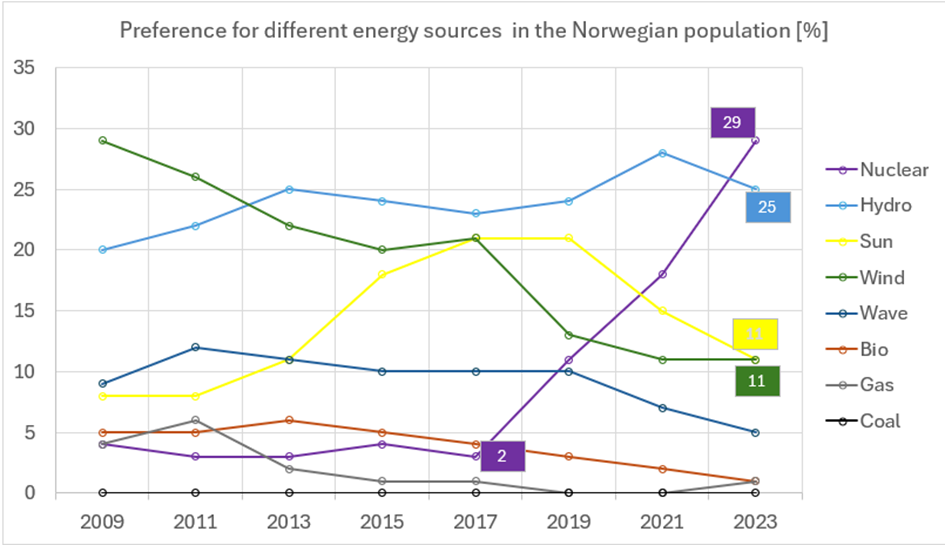 Preference for different energy sources in the Norwegian population [%]
35
30
25
20
15
10
5
0
2009 2011 2013 2015 2017 2019 2021 2023
29
25
11
11
2
Nuclear
Hydro
Sun
Wind
Wave
Bio
Gas
Coal